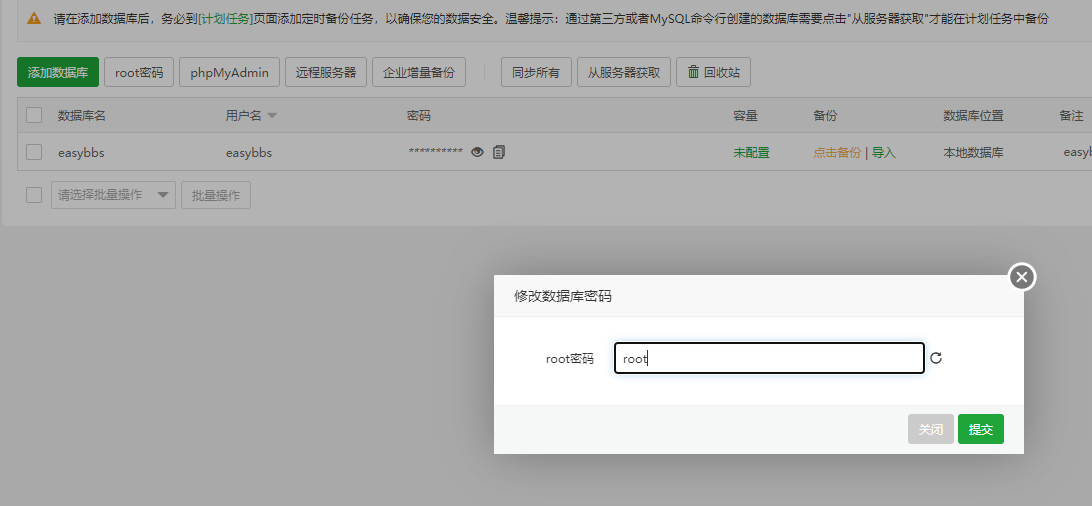 请在添加数据库后，务必到[计划任务]页面添加定时备份任务，以确保您的数据安全。温馨提示：通过第三方或者MySQL命令行创建的数据库需要点击"从服务器获取"才能在计划任务中备份
添加数据库 root密码 phpMyAdmin 远程服务器 企业增量备份 同步所有 从服务器获取 回收站
数据库名 用户名 密码 容量 备份 数据库位置 备注
easybbs easybbs ********** 未配置 点击备份 | 导入 本地数据库 easyb
请选择批量操作 批量操作
修改数据库密码
root密码 root
关闭 提交